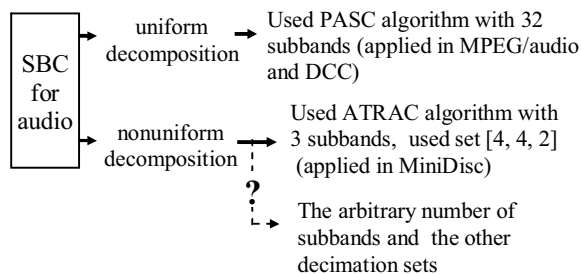 SBC
for
audio
uniform
decomposition
Used PASC algorithm with 32
subbands (applied in MPEG/audio
and DCC)
nonuniform
decomposition
Used ATRAC algorithm with
3 subbands, used set [4, 4, 2]
(applied in MiniDisc)
?
The arbitrary number of
subbands and the other
decimation sets